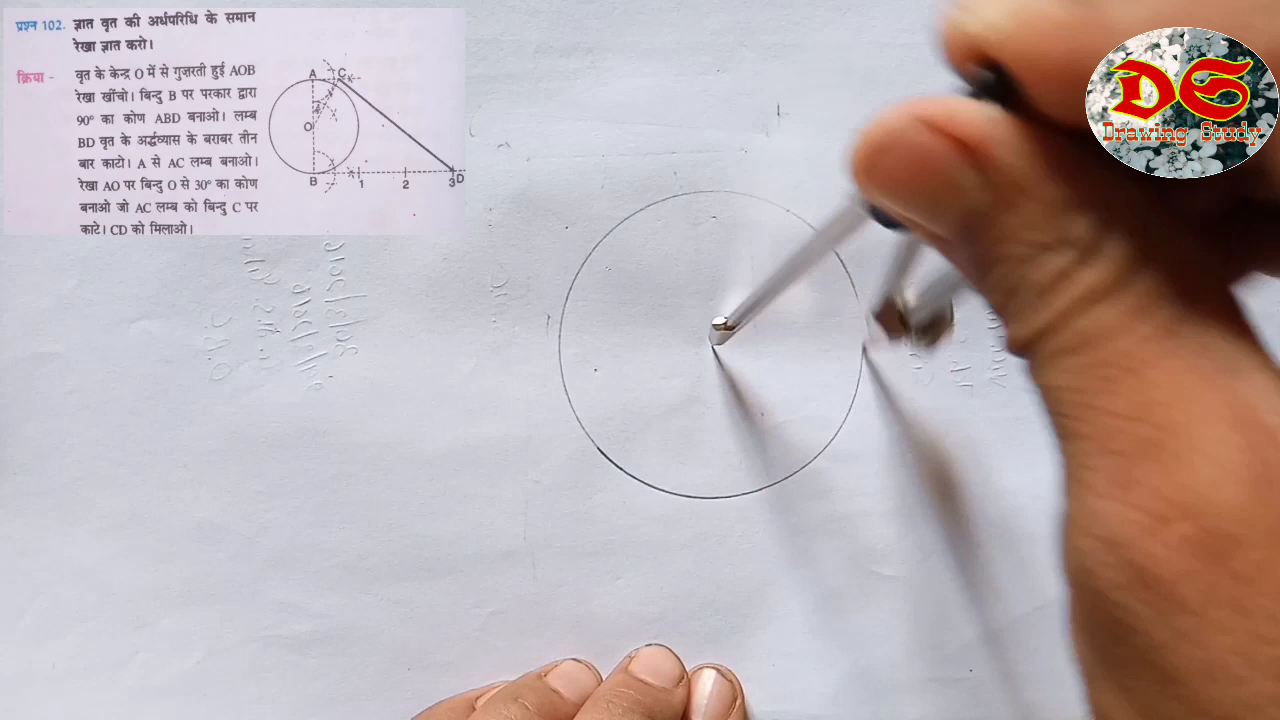 प्रश्न 102. ज्ञात वृत की अर्धपरिधि के समान
रेखा ज्ञात करो।
क्रिया - वृत के केन्द्र O में से गुज़रती हुई AOB
रेखा खींचो। बिन्दु B पर परकार द्वारा
90° का कोण ABD बनाओ। लम्ब
BD वृत के अर्द्धव्यास के बराबर तीन
बार काटो। A से AC लम्ब बनाओ।
रेखा AO पर बिन्दु O से 30° का कोण
बनाओ जो AC लम्ब को बिन्दु C पर
काटे। CD को मिलाओ।
A C
O
B 1 2 3 D
DS
Drawing Study